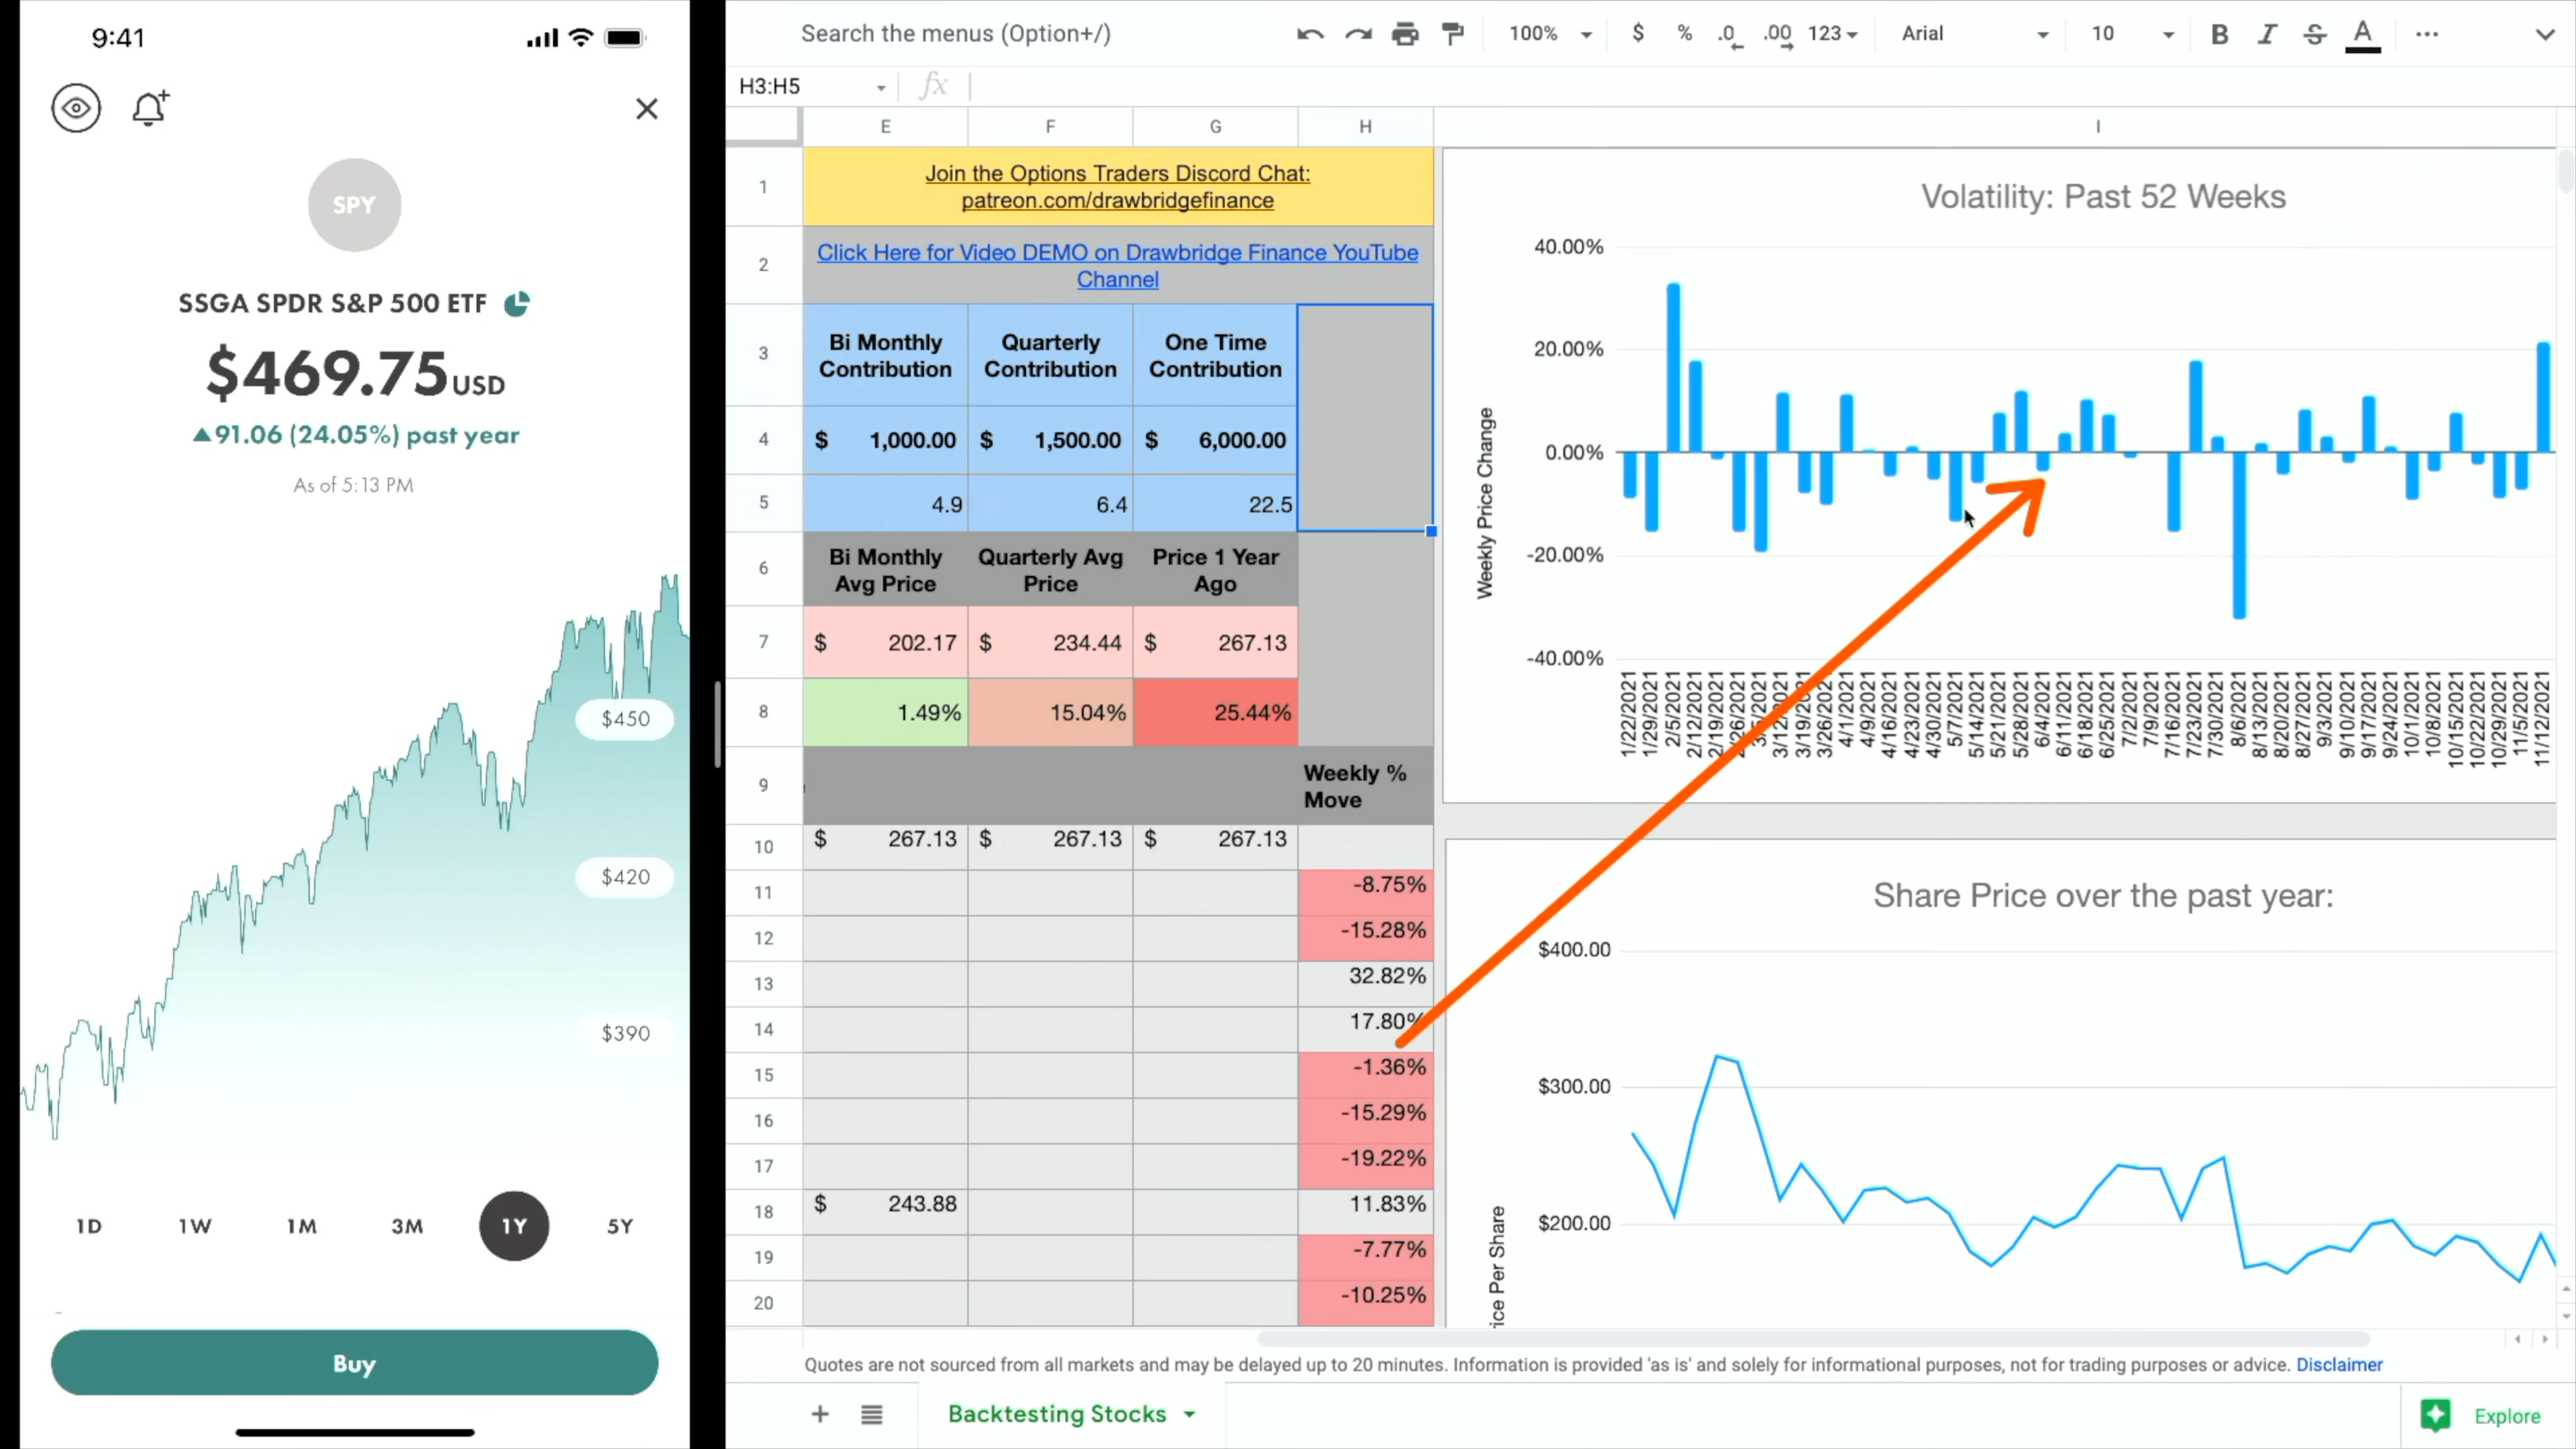 9:41
SPY
SSGA SPDR S&P 500 ETF
$469.75 USD
▲91.06 (24.05%) past year
As of 5:13 PM
$450
$420
$390
1D 1W 1M 3M 1Y 5Y
Buy
Search the menus (Option+/)
100% $ % .0 .00 123 Arial 10 B I S A
H3:H5 fx
E F G H I
1 Join the Options Traders Discord Chat:
patreon.com/drawbridgefinance
2 Click Here for Video DEMO on Drawbridge Finance YouTube
Channel
3 Bi Monthly Contribution Quarterly Contribution One Time Contribution
4 $ 1,000.00 $ 1,500.00 $ 6,000.00
5 4.9 6.4 22.5
6 Bi Monthly Avg Price Quarterly Avg Price Price 1 Year Ago
7 $ 202.17 $ 234.44 $ 267.13
8 1.49% 15.04% 25.44%
9 Weekly % Move
10 $ 267.13 $ 267.13 $ 267.13
11 -8.75%
12 -15.28%
13 32.82%
14 17.80%
15 -1.36%
16 -15.29%
17 -19.22%
18 $ 243.88 11.83%
19 -7.77%
20 -10.25%
Volatility: Past 52 Weeks
Weekly Price Change
40.00%
20.00%
0.00%
-20.00%
-40.00%
1/22/2021 1/29/2021 2/5/2021 2/12/2021 2/19/2021 3/19/2021 3/26/2021 4/1/2021 4/9/2021 4/16/2021 4/23/2021 4/30/2021 5/7/2021 5/14/2021 5/21/2021 5/28/2021 6/4/2021 6/11/2021 6/18/2021 6/25/2021 7/2/2021 7/9/2021 7/16/2021 7/23/2021 7/30/2021 8/6/2021 8/13/2021 8/20/2021 8/27/2021 9/3/2021 9/10/2021 9/17/2021 9/24/2021 10/1/2021 10/8/2021 10/15/2021 10/22/2021 10/29/2021 11/5/2021 11/12/2021
Share Price over the past year:
$400.00
$300.00
$200.00
ice Per Share
Quotes are not sourced from all markets and may be delayed up to 20 minutes. Information is provided 'as is' and solely for informational purposes, not for trading purposes or advice. Disclaimer
Backtesting Stocks
Explore